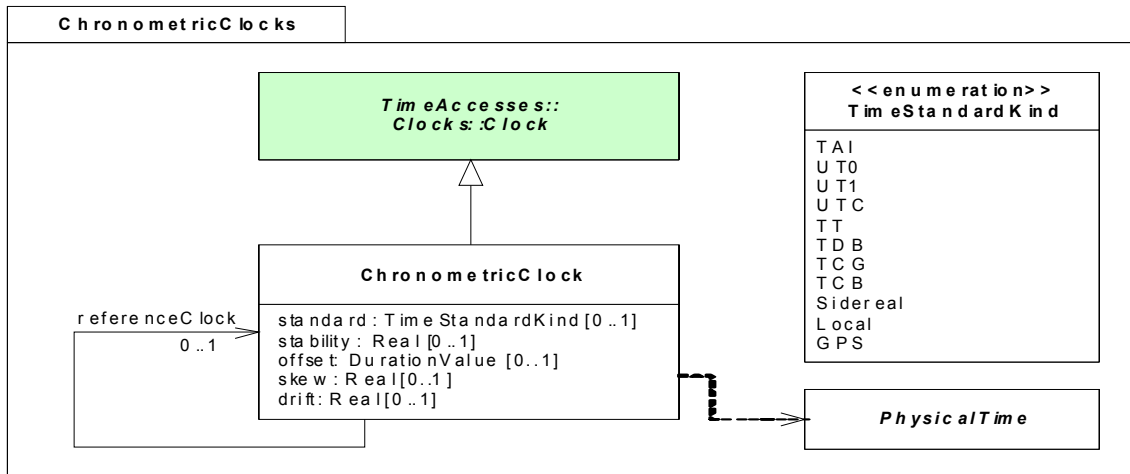 ChronometricClocks
TimeAccesses::
Clocks::Clock
<<enumeration>>
TimeStandardKind
TAI
UT0
UT1
UTC
TT
TDB
TCG
TCB
Sidereal
Local
GPS
ChronometricClock
standard: TimeStandardKind[0..1]
stability: Real[0..1]
offset: DurationValue [0..1]
skew: Real[0..1]
drift: Real[0..1]
referenceClock
0..1
PhysicalTime